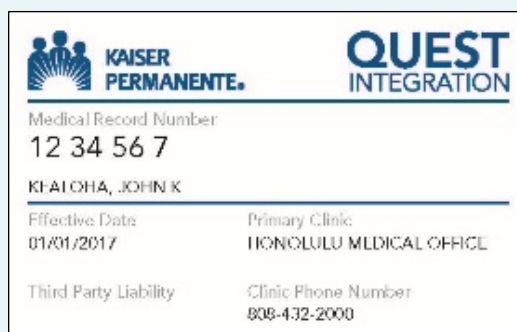 KAISER
PERMANENTE®
QUEST
INTEGRATION
Medical Record Number
12 34 56 7
KEALOHA, JOHN K
Effective Date
Primary Clinic
01/01/2017
HONOLULU MEDICAL OFFICE
Third Party Liability
Clinic Phone Number
808-432-2000